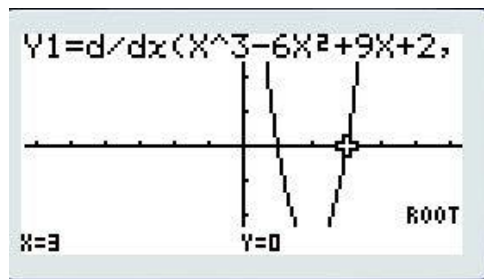 Y1=d/dx(X^3-6X²+9X+2,
ROOT
X=3 Y=0